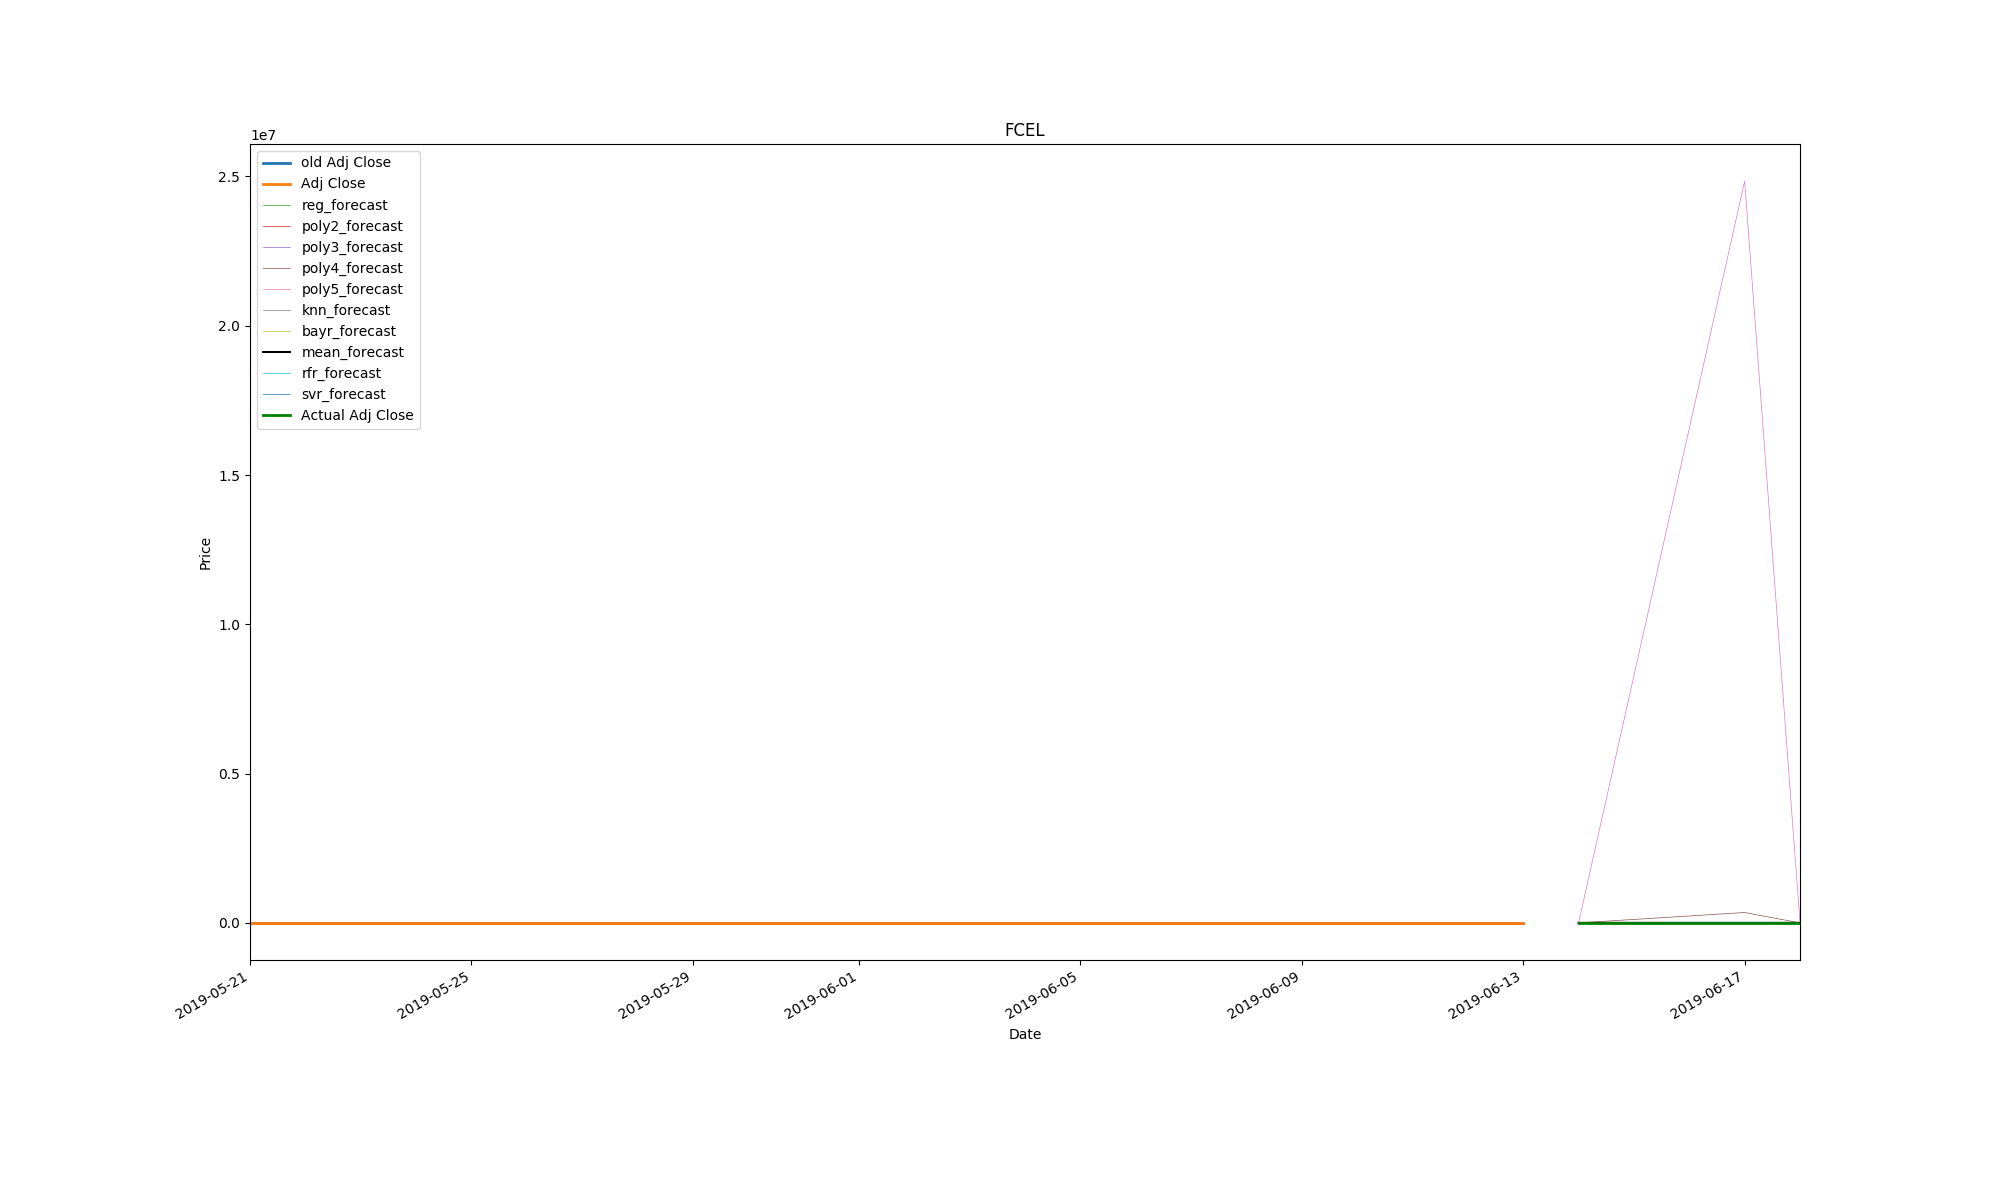 FCEL
1e7
2.5
2.0
1.5
1.0
0.5
0.0
Price
old Adj Close
Adj Close
reg_forecast
poly2_forecast
poly3_forecast
poly4_forecast
poly5_forecast
knn_forecast
bayr_forecast
mean_forecast
rfr_forecast
svr_forecast
Actual Adj Close
2019-05-21
2019-05-25
2019-05-29
2019-06-01
2019-06-05
2019-06-09
2019-06-13
2019-06-17
Date